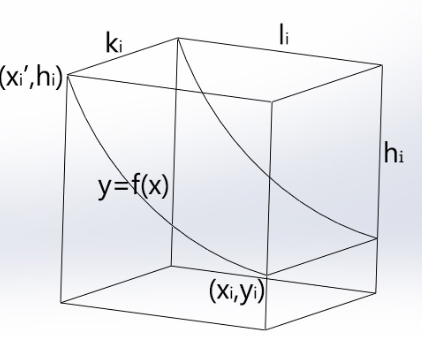 kᵢ
lᵢ
(xᵢ′,hᵢ)
hᵢ
y=f(x)
(xᵢ,yᵢ)